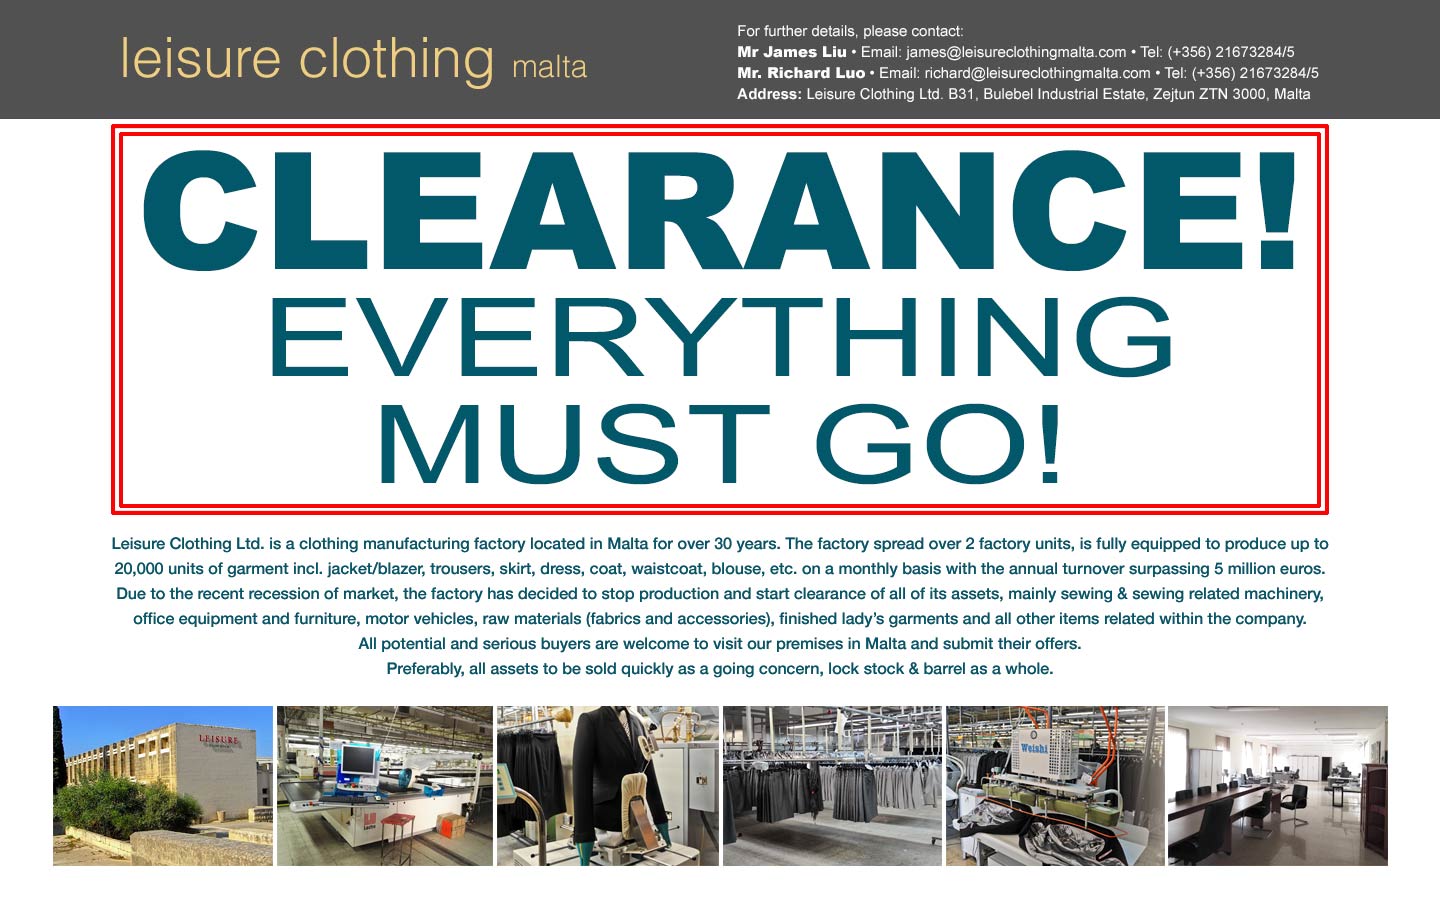 leisure clothing malta
For further details, please contact:
Mr James Liu • Email: james@leisureclothingmalta.com • Tel: (+356) 21673284/5
Mr. Richard Luo • Email: richard@leisureclothingmalta.com • Tel: (+356) 21673284/5
Address: Leisure Clothing Ltd. B31, Bulebel Industrial Estate, Zejtun ZTN 3000, Malta
CLEARANCE!
EVERYTHING
MUST GO!
Leisure Clothing Ltd. is a clothing manufacturing factory located in Malta for over 30 years. The factory spread over 2 factory units, is fully equipped to produce up to
20,000 units of garment incl. jacket/blazer, trousers, skirt, dress, coat, waistcoat, blouse, etc. on a monthly basis with the annual turnover surpassing 5 million euros.
Due to the recent recession of market, the factory has decided to stop production and start clearance of all of its assets, mainly sewing & sewing related machinery,
office equipment and furniture, motor vehicles, raw materials (fabrics and accessories), finished lady's garments and all other items related within the company.
All potential and serious buyers are welcome to visit our premises in Malta and submit their offers.
Preferably, all assets to be sold quickly as a going concern, lock stock & barrel as a whole.
LEISURE
Weishi